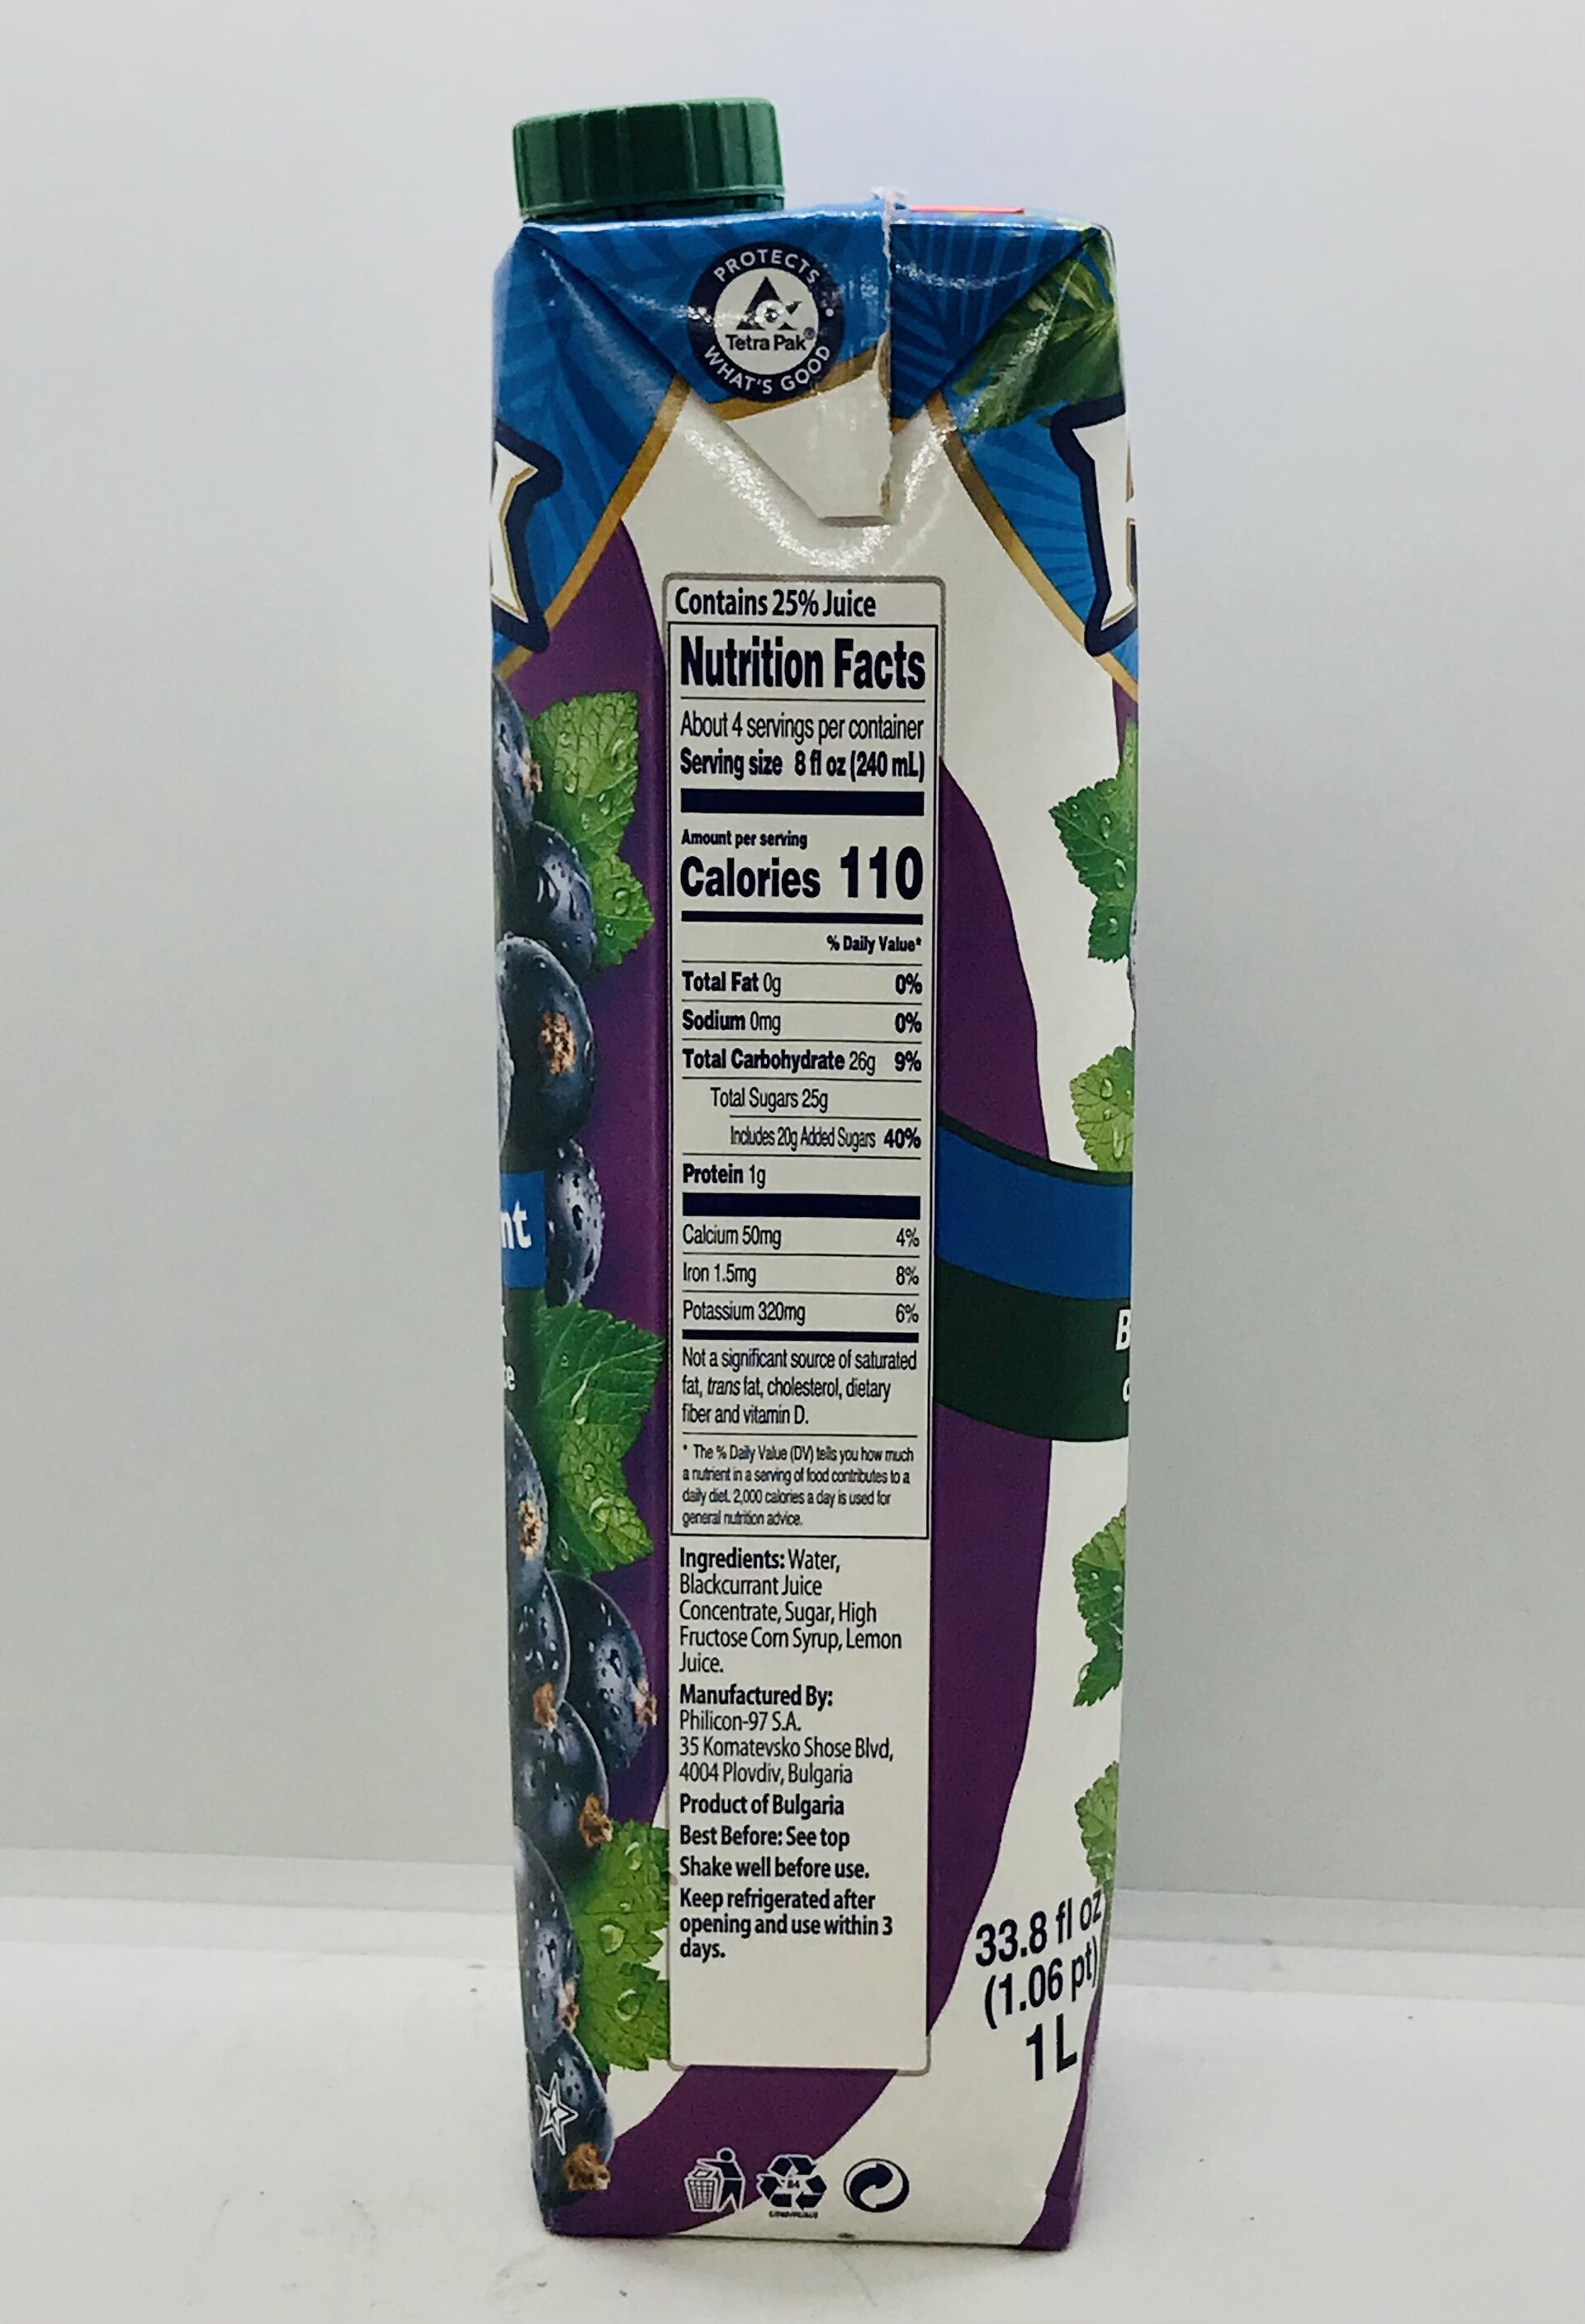 PROTECTS
Tetra Pak®
WHAT'S GOOD
Contains 25% Juice
Nutrition Facts
About 4 servings per container
Serving size 8 fl oz (240 mL)
Amount per serving
Calories 110
% Daily Value*
Total Fat 0g 0%
Sodium 0mg 0%
Total Carbohydrate 26g 9%
Total Sugars 25g
Includes 20g Added Sugars 40%
Protein 1g
Calcium 50mg 4%
Iron 1.5mg 8%
Potassium 320mg 6%
Not a significant source of saturated
fat, trans fat, cholesterol, dietary
fiber and vitamin D.
* The % Daily Value (DV) tells you how much
a nutrient in a serving of food contributes to a
daily diet. 2,000 calories a day is used for
general nutrition advice.
Ingredients: Water,
Blackcurrant Juice
Concentrate, Sugar, High
Fructose Corn Syrup, Lemon
Juice.
Manufactured By:
Philicon-97 S.A.
35 Komatevsko Shose Blvd,
4004 Plovdiv, Bulgaria
Product of Bulgaria
Best Before: See top
Shake well before use.
Keep refrigerated after
opening and use within 3
days.
33.8 fl oz
(1.06 pt)
1L
nt
K
84